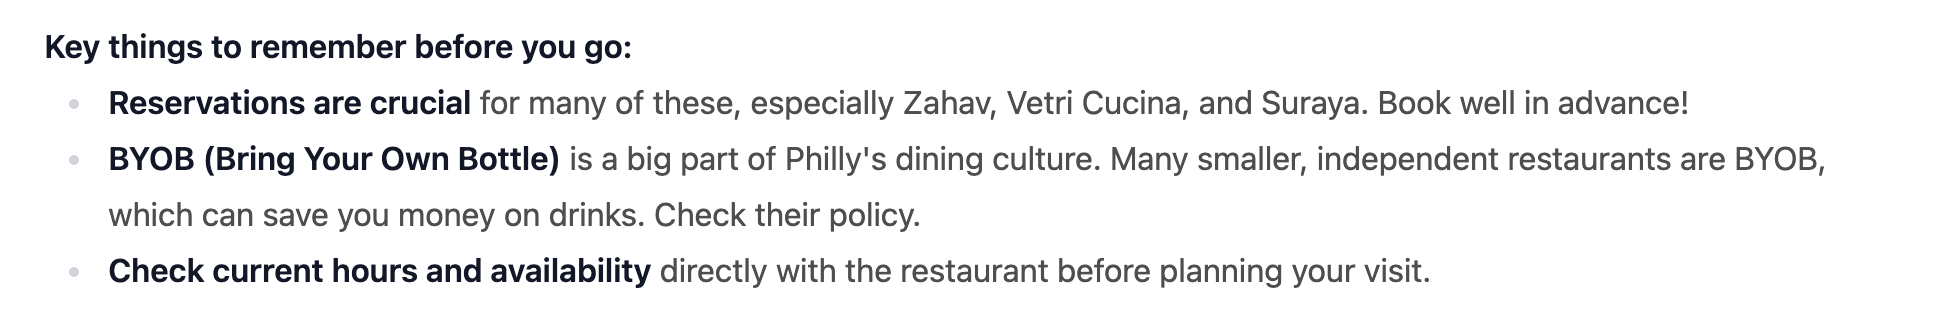 Key things to remember before you go:
Reservations are crucial for many of these, especially Zahav, Vetri Cucina, and Suraya. Book well in advance!
BYOB (Bring Your Own Bottle) is a big part of Philly's dining culture. Many smaller, independent restaurants are BYOB,
which can save you money on drinks. Check their policy.
Check current hours and availability directly with the restaurant before planning your visit.